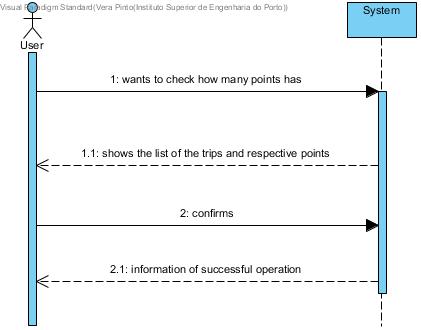 Visual Paradigm Standard(Vera Pinto(Instituto Superior de Engenharia do Porto))
System
User
1: wants to check how many points has
1.1: shows the list of the trips and respective points
2: confirms
2.1: information of successful operation